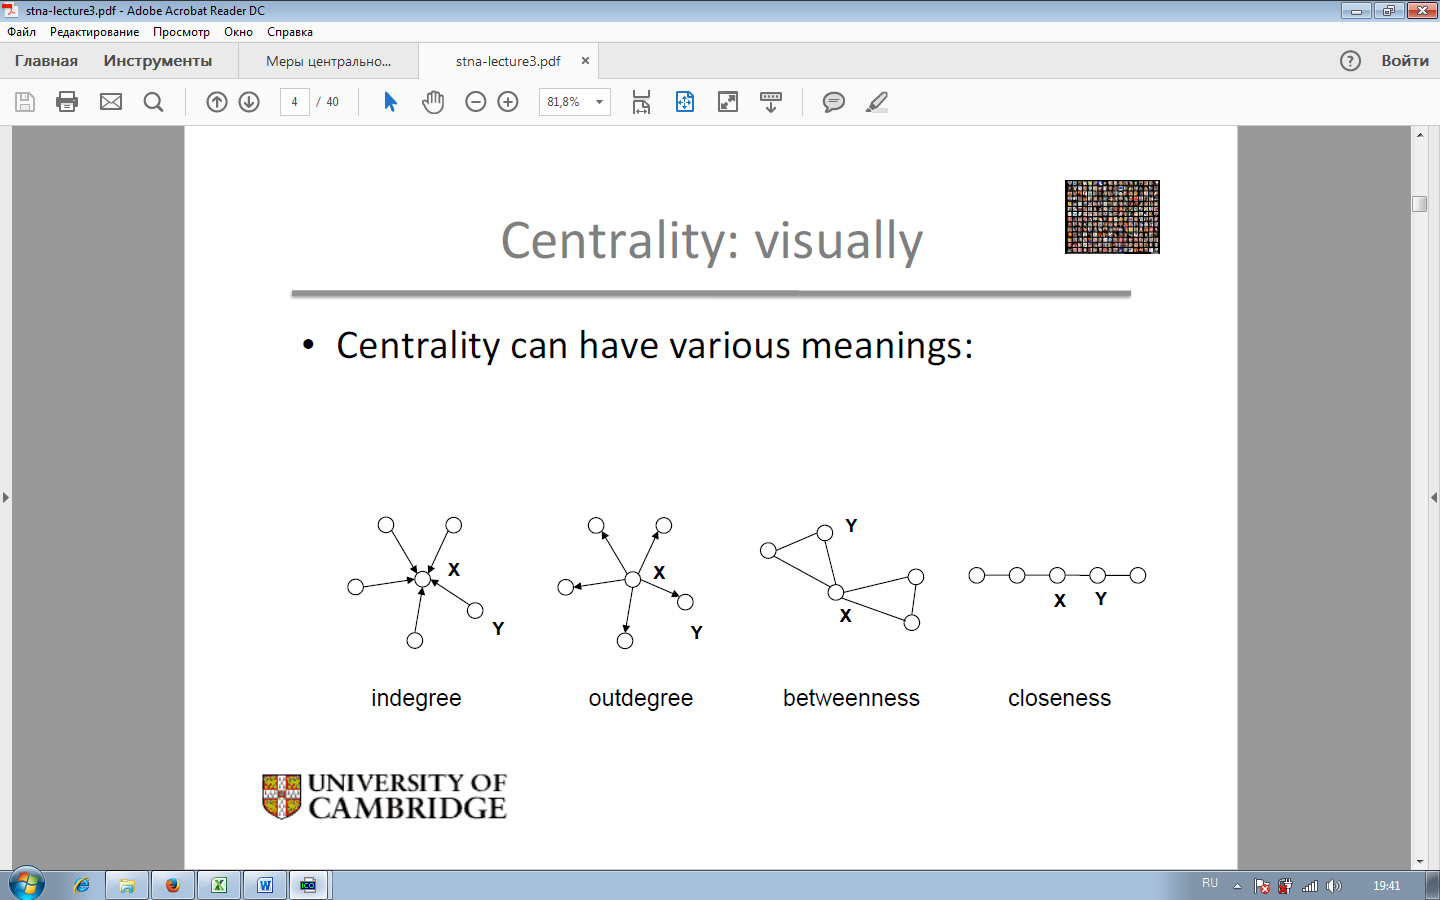 stna-lecture3.pdf - Adobe Acrobat Reader DC
Файл Редактирование Просмотр Окно Справка
Главная Инструменты Меры центрально... stna-lecture3.pdf × ? Войти
4 / 40 81,8%
Centrality: visually
• Centrality can have various meanings:
X Y
X Y
Y X
X Y
indegree outdegree betweenness closeness
UNIVERSITY OF
CAMBRIDGE
ICO
RU 19:41